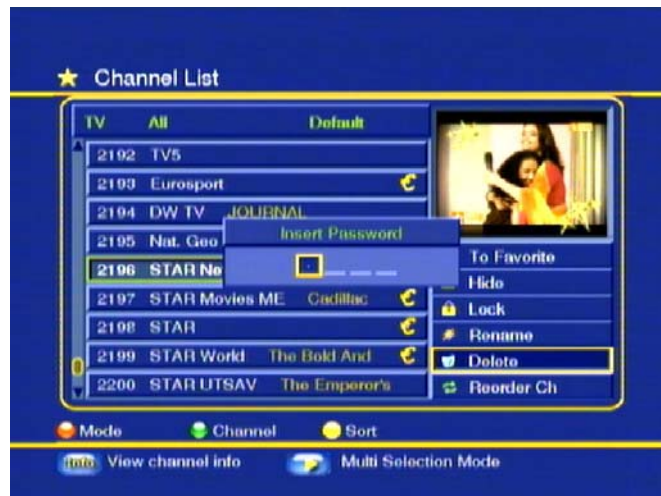 Channel List
TV All Default
2192 TV5
2193 Eurosport €
2194 DW TV JOURNAL
2195 Nat. Geo
Insert Password
2196 STAR Ne
2197 STAR Movies ME Cadillac €
2198 STAR €
2199 STAR World The Bold And €
2200 STAR UTSAV The Emperor's
To Favorite
Hide
Lock
Rename
Delete
Reorder Ch
Mode Channel Sort
Info View channel info Multi Selection Mode